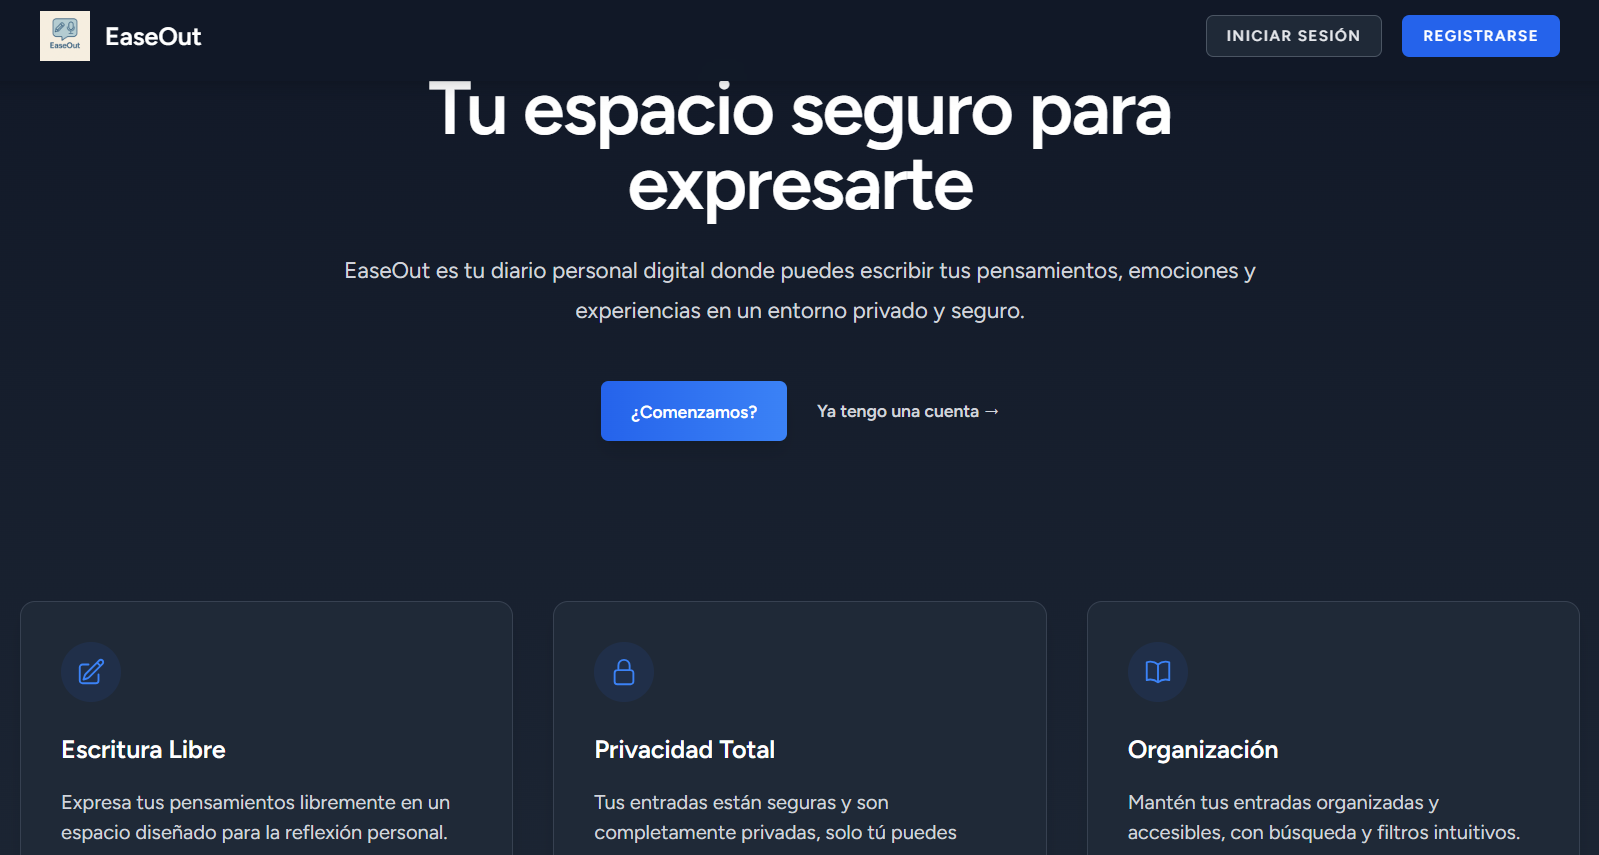 EaseOut
EaseOut
INICIAR SESIÓN
REGISTRARSE
Tu espacio seguro para
expresarte
EaseOut es tu diario personal digital donde puedes escribir tus pensamientos, emociones y
experiencias en un entorno privado y seguro.
¿Comenzamos?
Ya tengo una cuenta →
Escritura Libre
Expresa tus pensamientos libremente en un
espacio diseñado para la reflexión personal.
Privacidad Total
Tus entradas están seguras y son
completamente privadas, solo tú puedes
Organización
Mantén tus entradas organizadas y
accesibles, con búsqueda y filtros intuitivos.